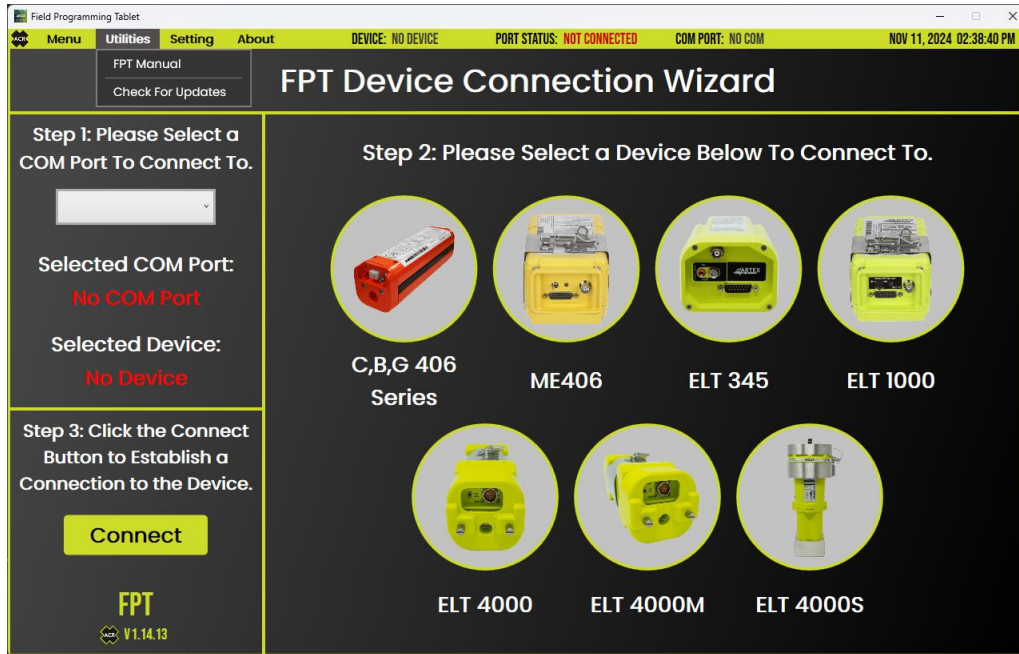 Field Programming Tablet
ACR Menu Utilities Setting About DEVICE: NO DEVICE PORT STATUS: NOT CONNECTED COM PORT: NO COM NOV 11, 2024 02:38:40 PM
FPT Manual
Check For Updates
FPT Device Connection Wizard
Step 1: Please Select a
COM Port To Connect To.
Selected COM Port:
No COM Port
Selected Device:
No Device
Step 3: Click the Connect
Button to Establish a
Connection to the Device.
Connect
FPT
ACR V 1.14.13
Step 2: Please Select a Device Below To Connect To.
ARTEX
C,B,G 406
Series
ME406
ELT 345
ELT 1000
ELT 4000
ELT 4000M
ELT 4000S